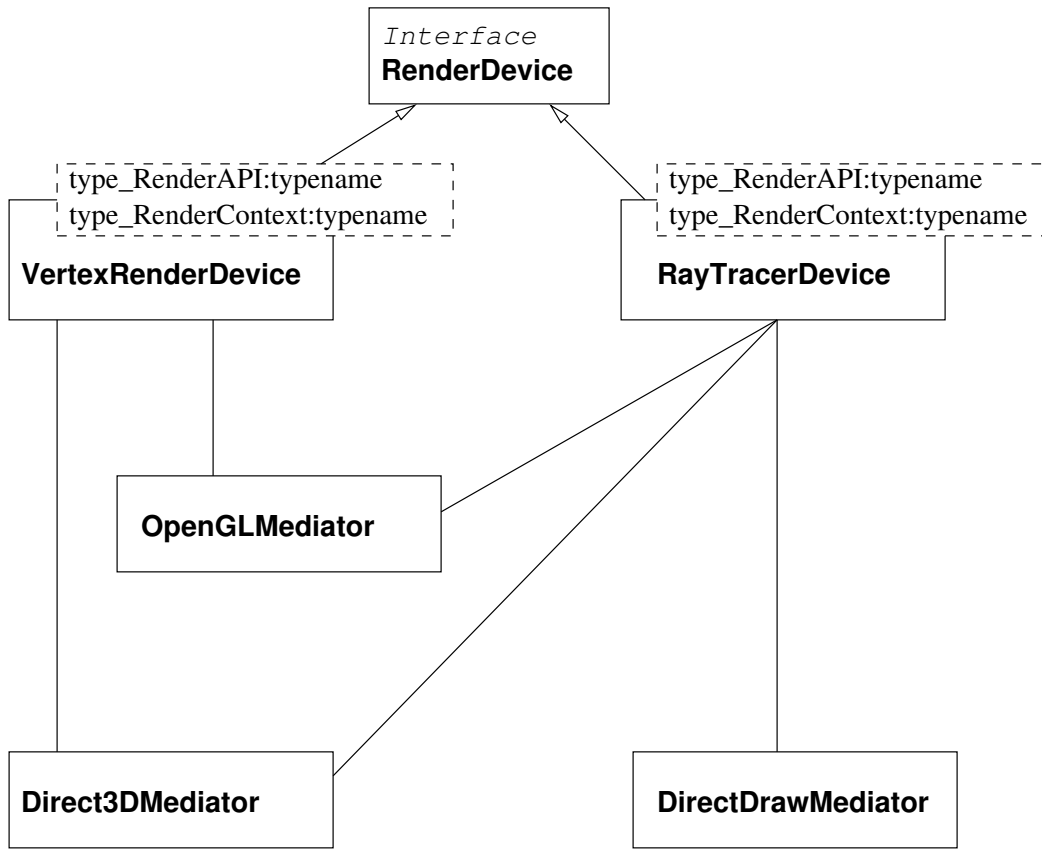 Interface
RenderDevice
type_RenderAPI:typename
type_RenderContext:typename
VertexRenderDevice
type_RenderAPI:typename
type_RenderContext:typename
RayTracerDevice
OpenGLMediator
Direct3DMediator
DirectDrawMediator